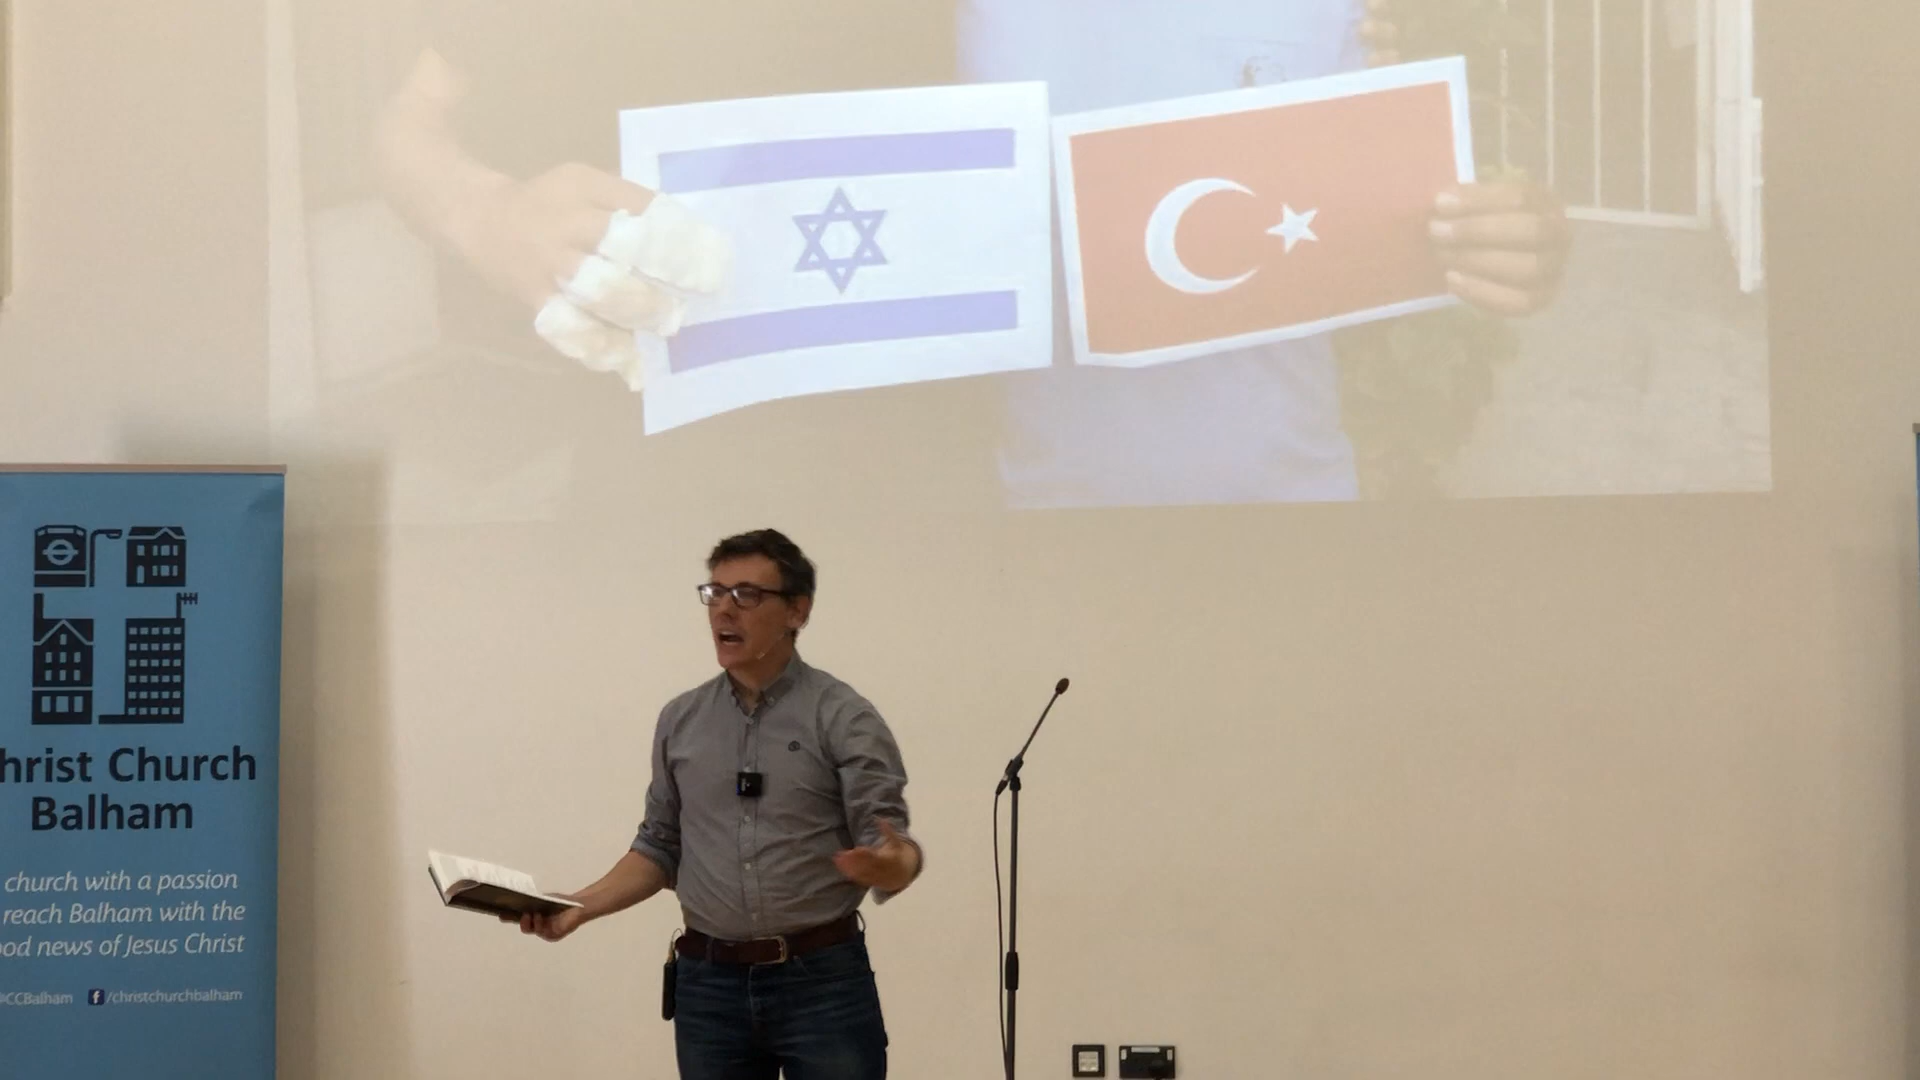 hrist Church
Balham
church with a passion
reach Balham with the
ood news of Jesus Christ
@CCBalham
/christchurchbalham